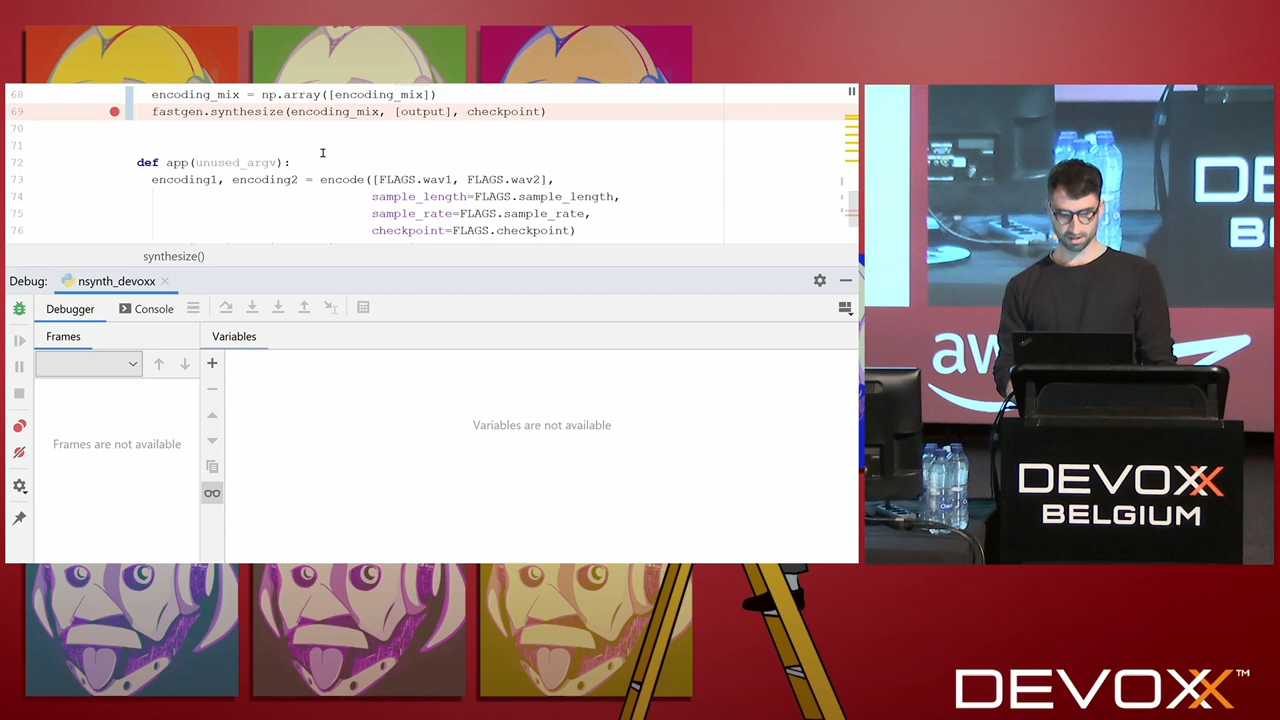 68 encoding_mix = np.array([encoding_mix])
69 fastgen.synthesize(encoding_mix, [output], checkpoint)
70
71
72 def app(unused_argv):
73 encoding1, encoding2 = encode([FLAGS.wav1, FLAGS.wav2],
74 sample_length=FLAGS.sample_length,
75 sample_rate=FLAGS.sample_rate,
76 checkpoint=FLAGS.checkpoint)
synthesize()
Debug: nsynth_devoxx
Debugger Console
Frames Variables
Frames are not available
Variables are not available
DE
B
aw
DEVOXX
BELGIUM
DEVOXX™